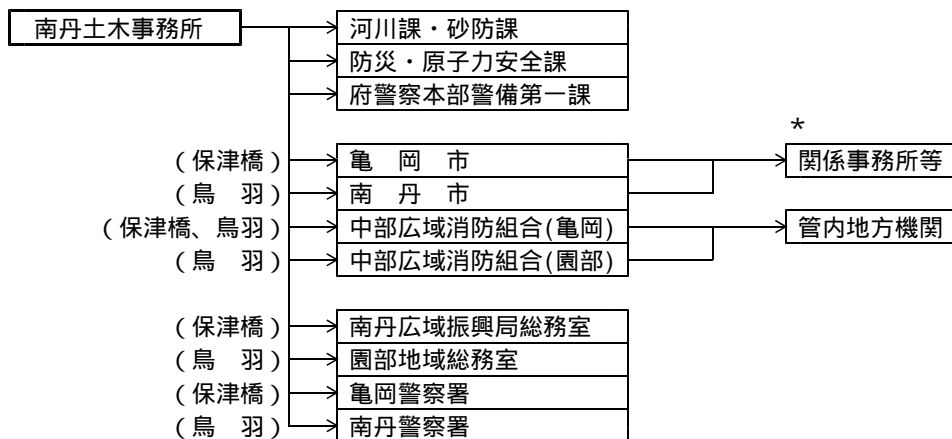 南丹土木事務所 河川課・砂防課
防災・原子力安全課
府警察本部警備第一課
*
(保津橋) 亀　岡　市 関係事務所等
(鳥　羽) 南　丹　市
(保津橋、鳥羽) 中部広域消防組合(亀岡) 管内地方機関
(鳥　羽) 中部広域消防組合(園部)
(保津橋) 南丹広域振興局総務室
(鳥　羽) 園部地域総務室
(保津橋) 亀岡警察署
(鳥　羽) 南丹警察署